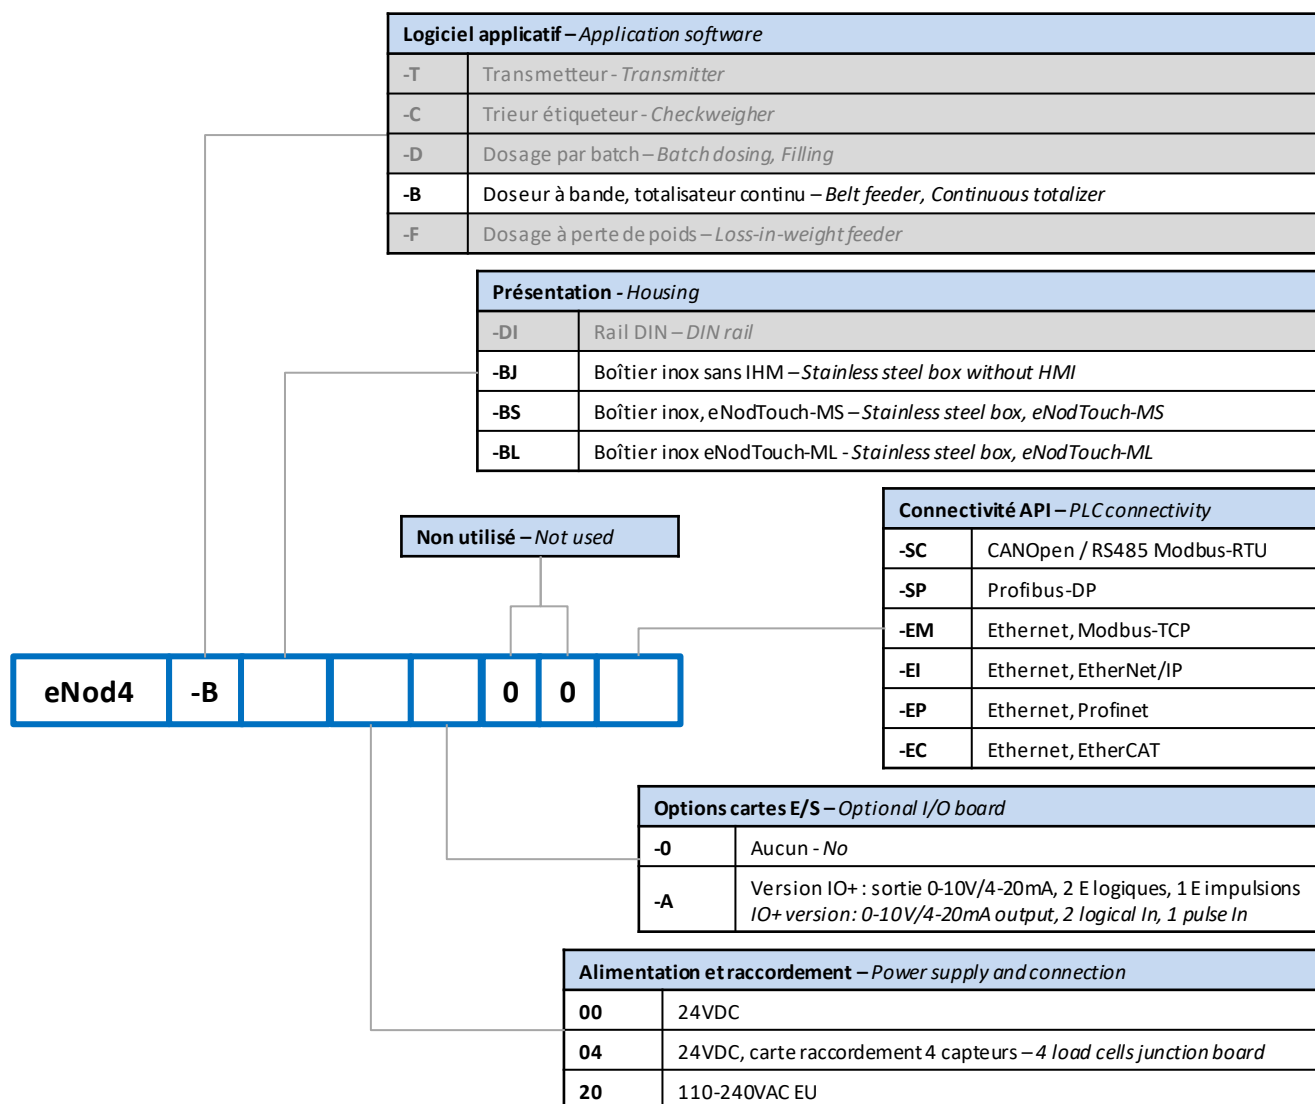 Logiciel applicatif – Application software
-T Transmetteur - Transmitter
-C Trieur étiqueteur - Checkweigher
-D Dosage par batch – Batch dosing, Filling
-B Doseur à bande, totalisateur continu – Belt feeder, Continuous totalizer
-F Dosage à perte de poids – Loss-in-weight feeder
Présentation - Housing
-DI Rail DIN – DIN rail
-BJ Boîtier inox sans IHM – Stainless steel box without HMI
-BS Boîtier inox, eNodTouch-MS – Stainless steel box, eNodTouch-MS
-BL Boîtier inox eNodTouch-ML - Stainless steel box, eNodTouch-ML
Connectivité API – PLC connectivity
-SC CANOpen / RS485 Modbus-RTU
-SP Profibus-DP
-EM Ethernet, Modbus-TCP
-EI Ethernet, EtherNet/IP
-EP Ethernet, Profinet
-EC Ethernet, EtherCAT
Non utilisé – Not used
eNod4 -B 0 0
Options cartes E/S – Optional I/O board
-0 Aucun - No
-A Version IO+ : sortie 0-10V/4-20mA, 2 E logiques, 1 E impulsions
IO+ version: 0-10V/4-20mA output, 2 logical In, 1 pulse In
Alimentation et raccordement – Power supply and connection
00 24VDC
04 24VDC, carte raccordement 4 capteurs – 4 load cells junction board
20 110-240VAC EU